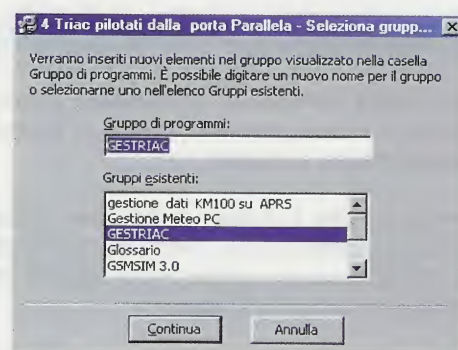 4 Triac pilotati dalla porta Parallela - Seleziona grupp...
Verranno inseriti nuovi elementi nel gruppo visualizzato nella casella
Gruppo di programmi. È possibile digitare un nuovo nome per il gruppo
o selezionarne uno nell'elenco Gruppi esistenti.
Gruppo di programmi:
GESTRIAC
Gruppi esistenti:
gestione dati KM100 su APRS
Gestione Meteo PC
GESTRIAC
Glossario
GSMSIM 3.0
Continua
Annulla